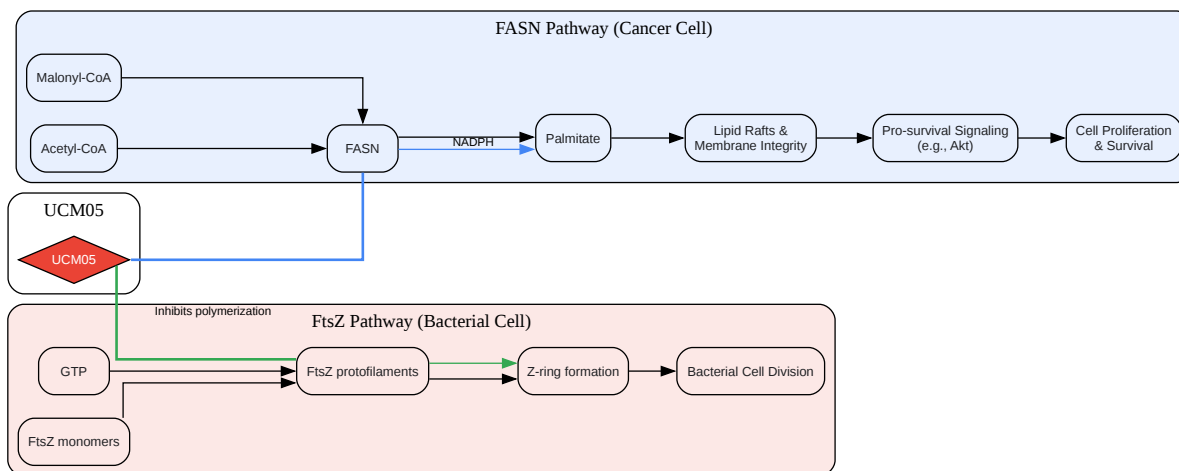 FASN Pathway (Cancer Cell)
Malonyl-CoA
Acetyl-CoA
FASN
NADPH
Palmitate
Lipid Rafts &
Membrane Integrity
Pro-survival Signaling
(e.g., Akt)
Cell Proliferation
& Survival
UCM05
UCM05
Inhibits polymerization
FtsZ Pathway (Bacterial Cell)
GTP
FtsZ monomers
FtsZ protofilaments
Z-ring formation
Bacterial Cell Division